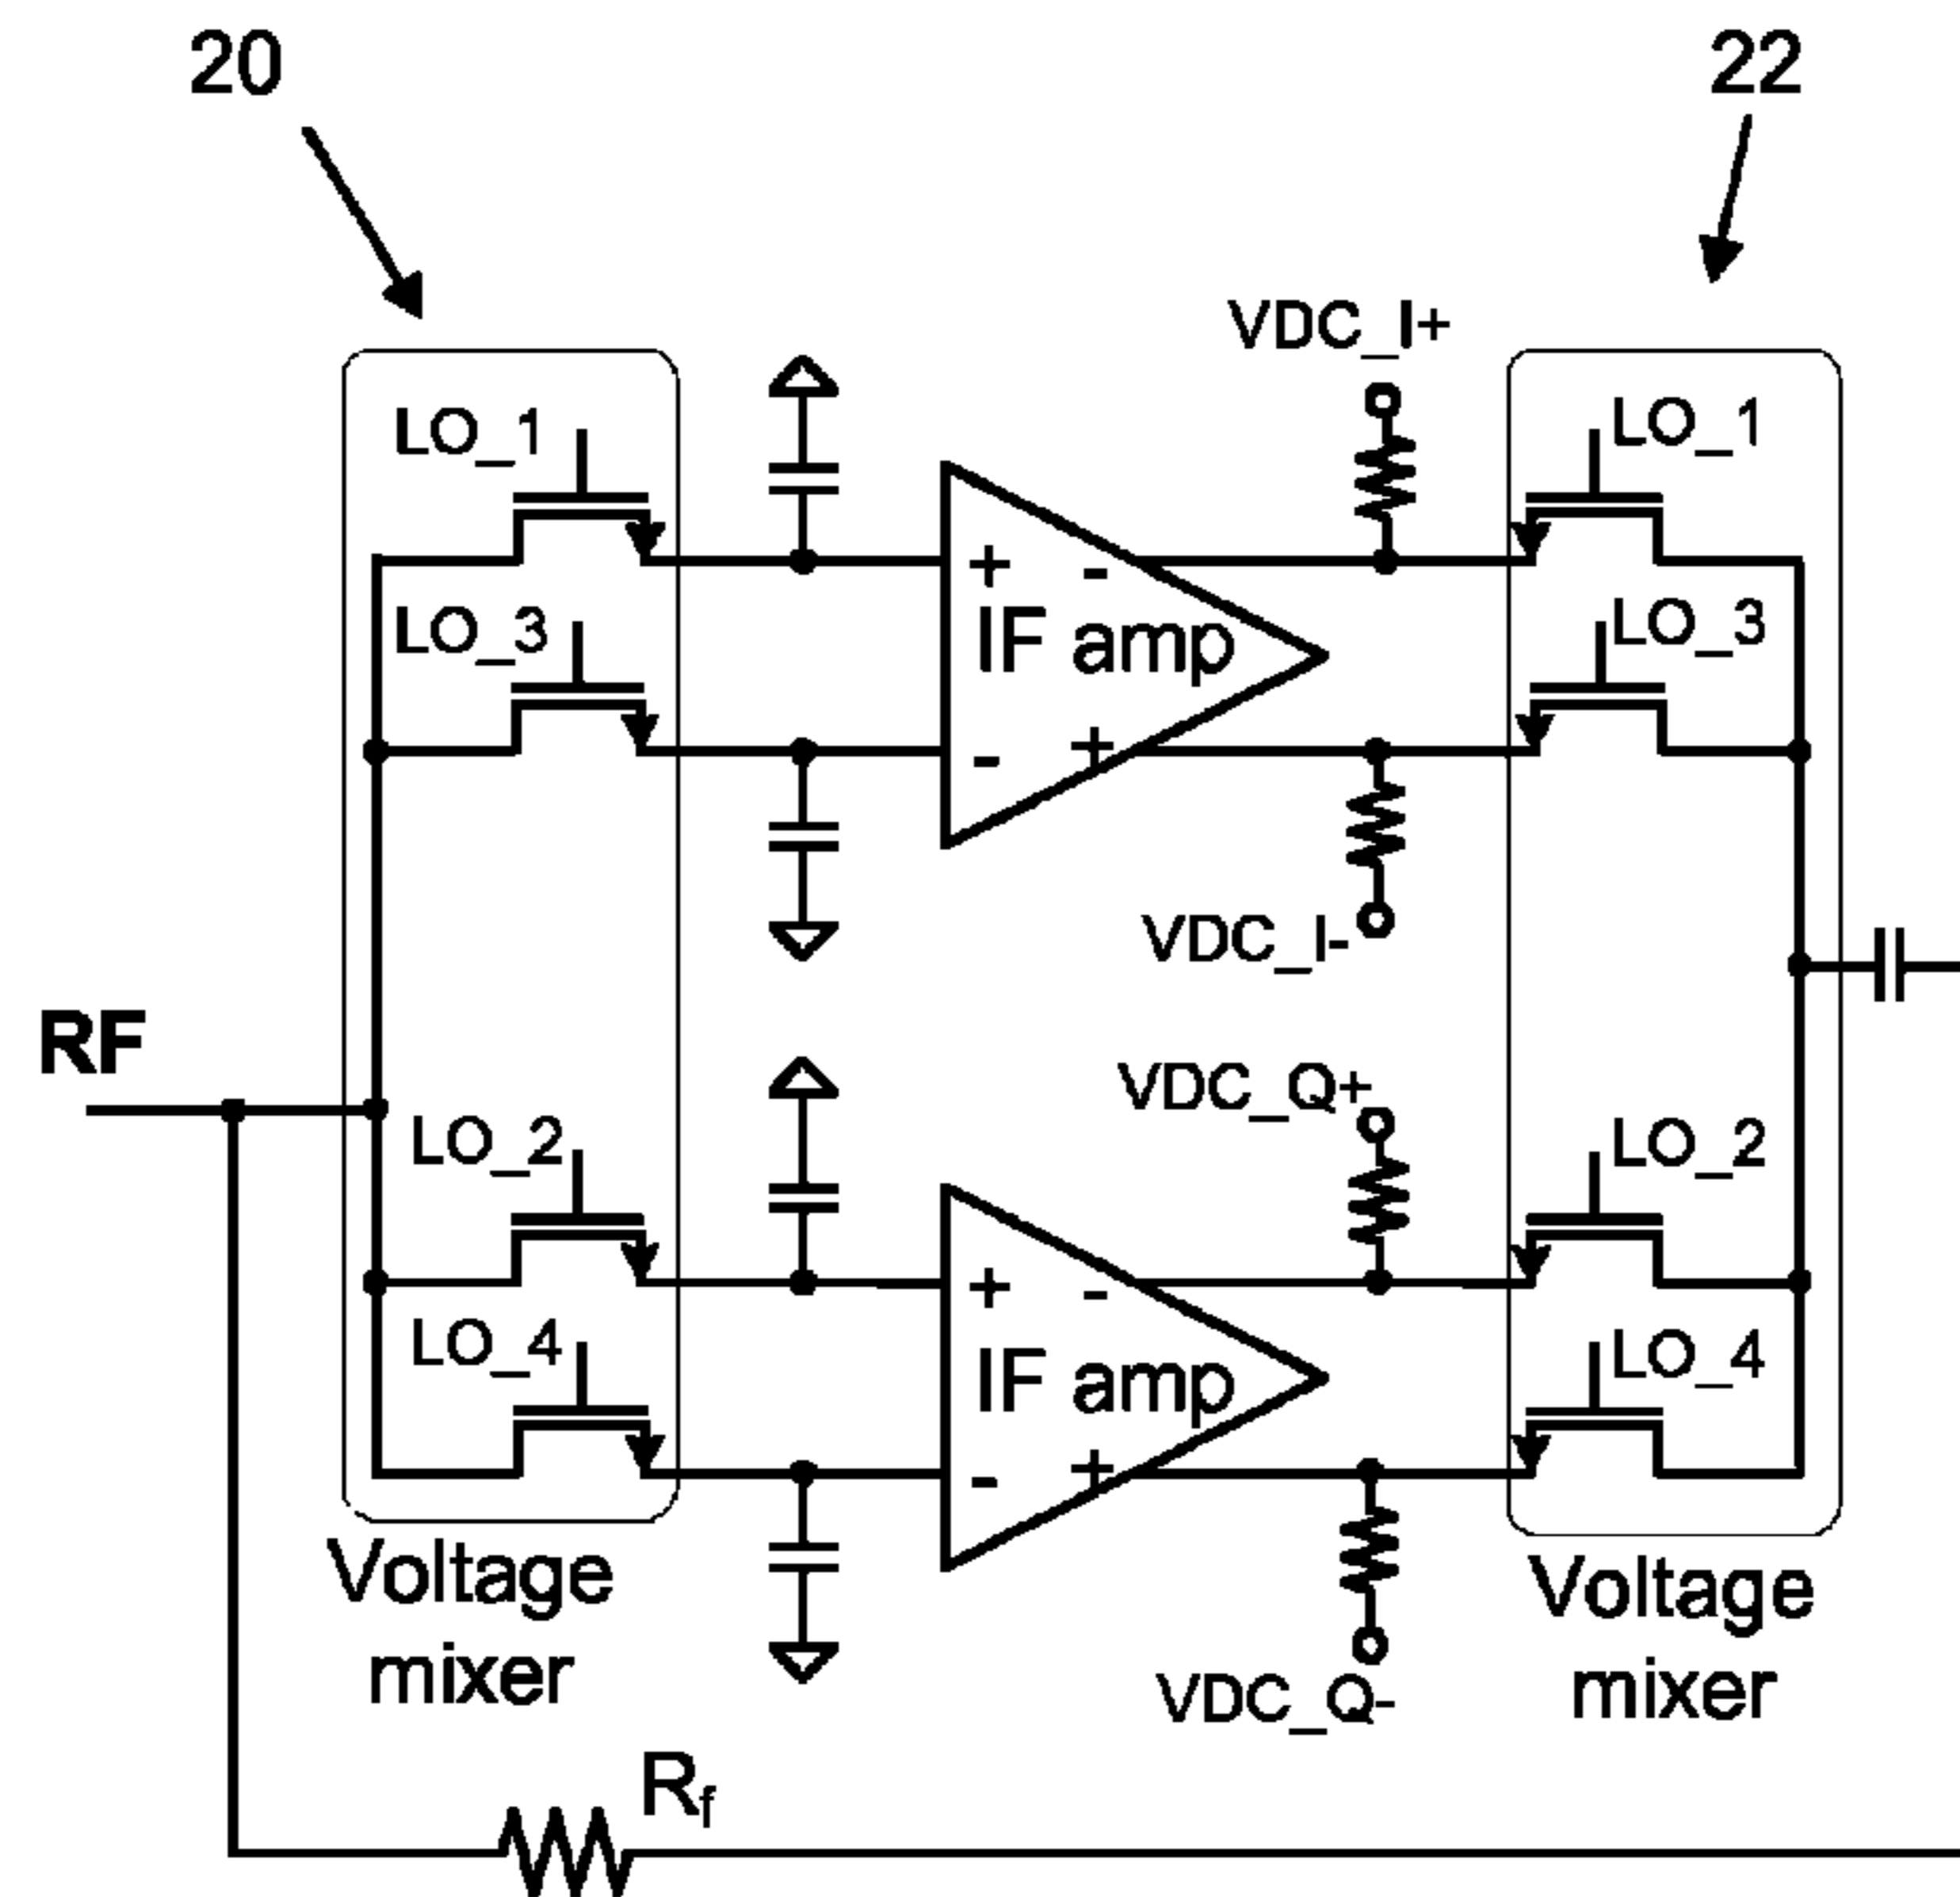 20
22
VDC_I+
LO_1
LO_1
+
-
LO_3
IF amp
LO_3
-
+
VDC_I-
RF
VDC_Q+
LO_2
LO_2
+
-
LO_4
IF amp
LO_4
-
+
Voltage
mixer
VDC_Q-
Voltage
mixer
Rf